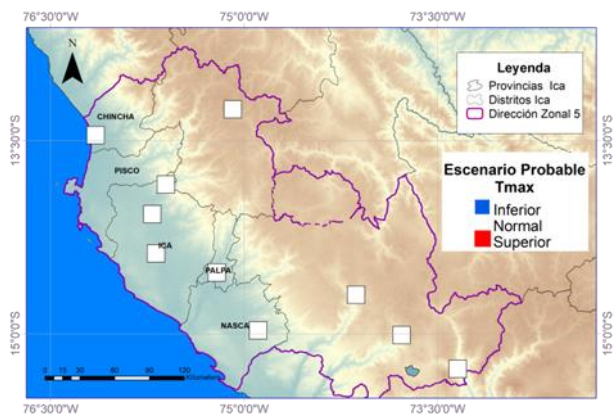 76°30'0"O 75°0'0"O 73°30'0"O
N
Leyenda
Provincias Ica
Distritos Ica
Dirección Zonal 5
CHINCHA
13°30'0"S 13°30'0"S
PISCO
Escenario Probable
Tmax
Inferior
Normal
Superior
ICA
PALPA
NASCA
15°0'0"S 15°0'0"S
0 15 30 60 90 120
Kilometers
76°30'0"O 75°0'0"O 73°30'0"O